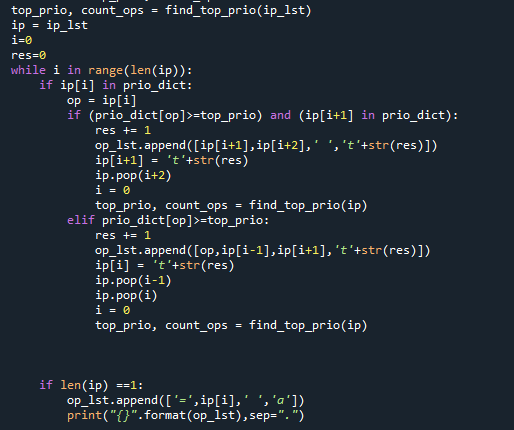 top_prio, count_ops = find_top_prio(ip_lst)
ip = ip_lst
i=0
res=0
while i in range(len(ip)):
    if ip[i] in prio_dict:
        op = ip[i]
        if (prio_dict[op]>=top_prio) and (ip[i+1] in prio_dict):
            res += 1
            op_lst.append([ip[i+1],ip[i+2],' ','t'+str(res)])
            ip[i+1] = 't'+str(res)
            ip.pop(i+2)
            i = 0
            top_prio, count_ops = find_top_prio(ip)
        elif prio_dict[op]>=top_prio:
            res += 1
            op_lst.append([op,ip[i-1],ip[i+1],'t'+str(res)])
            ip[i] = 't'+str(res)
            ip.pop(i-1)
            ip.pop(i)
            i = 0
            top_prio, count_ops = find_top_prio(ip)
    if len(ip) ==1:
        op_lst.append(['=',ip[i],' ','a'])
        print("{}".format(op_lst),sep=".")